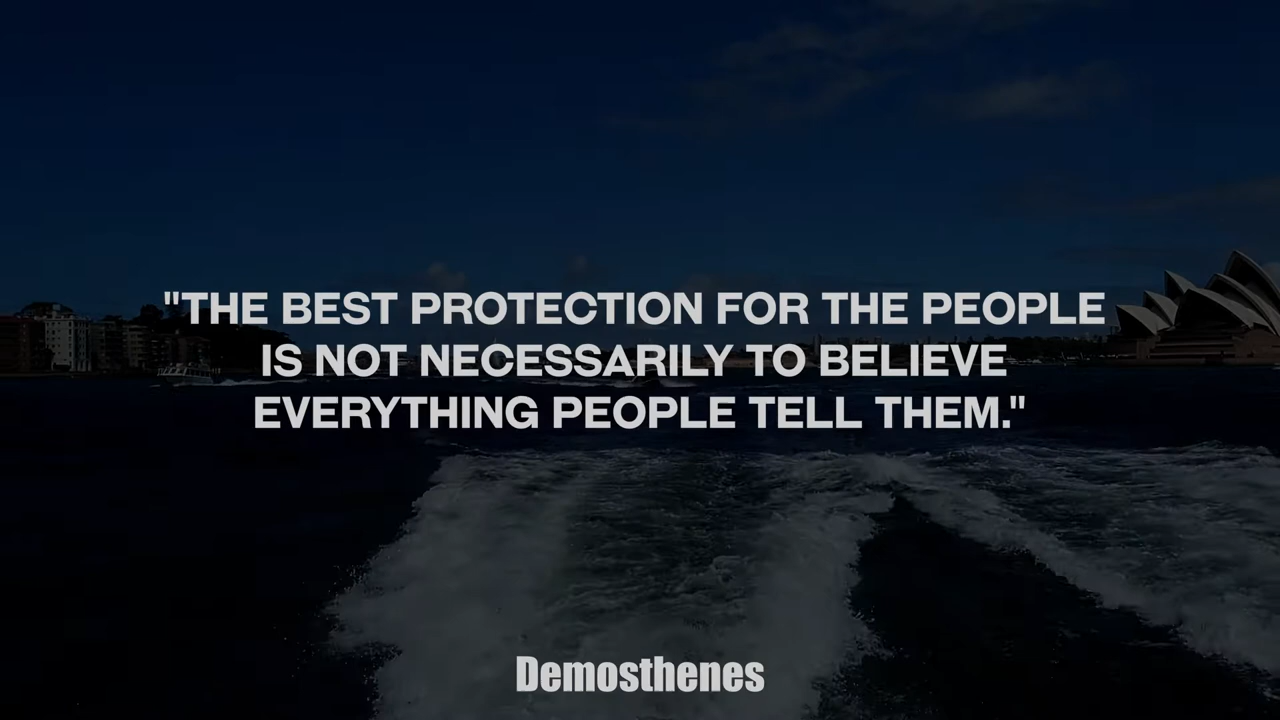 "THE BEST PROTECTION FOR THE PEOPLE
IS NOT NECESSARILY TO BELIEVE
EVERYTHING PEOPLE TELL THEM."
Demosthenes